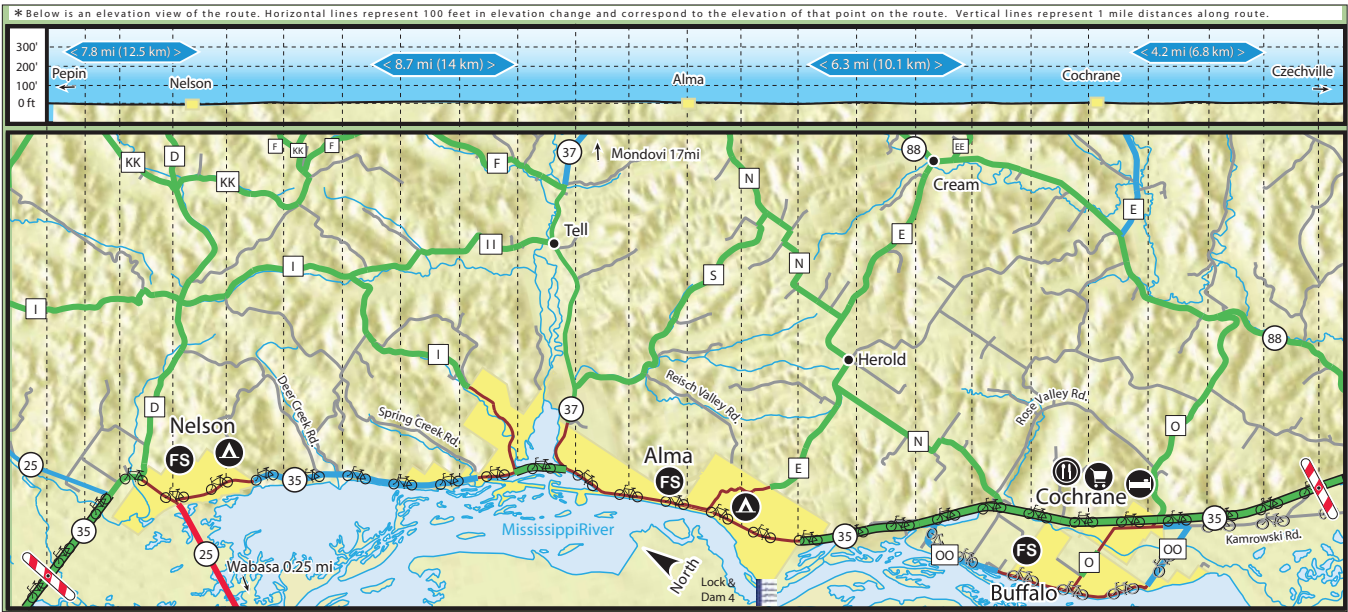 * Below is an elevation view of the route. Horizontal lines represent 100 feet in elevation change and correspond to the elevation of that point on the route. Vertical lines represent 1 mile distances along route.
300'
200'
100'
0 ft
< 7.8 mi (12.5 km) >
< 8.7 mi (14 km) >
< 6.3 mi (10.1 km) >
< 4.2 mi (6.8 km) >
Pepin
Nelson
Alma
Cochrane
Czechville
KK
D
F
KK
F
KK
F
37
Mondovi 17mi
N
88
EE
Cream
E
E
Tell
II
I
I
S
N
I
Herold
88
Deer Creek Rd.
Spring Creek Rd.
Reisch Valley Rd.
Rose Valley Rd.
D
Nelson
FS
25
35
37
Alma
FS
E
N
O
Cochrane
35
25
Wabasa 0.25 mi
MississippiRiver
North
Lock &
Dam 4
35
OO
FS
Buffalo
O
OO
35
Kamrowski Rd.